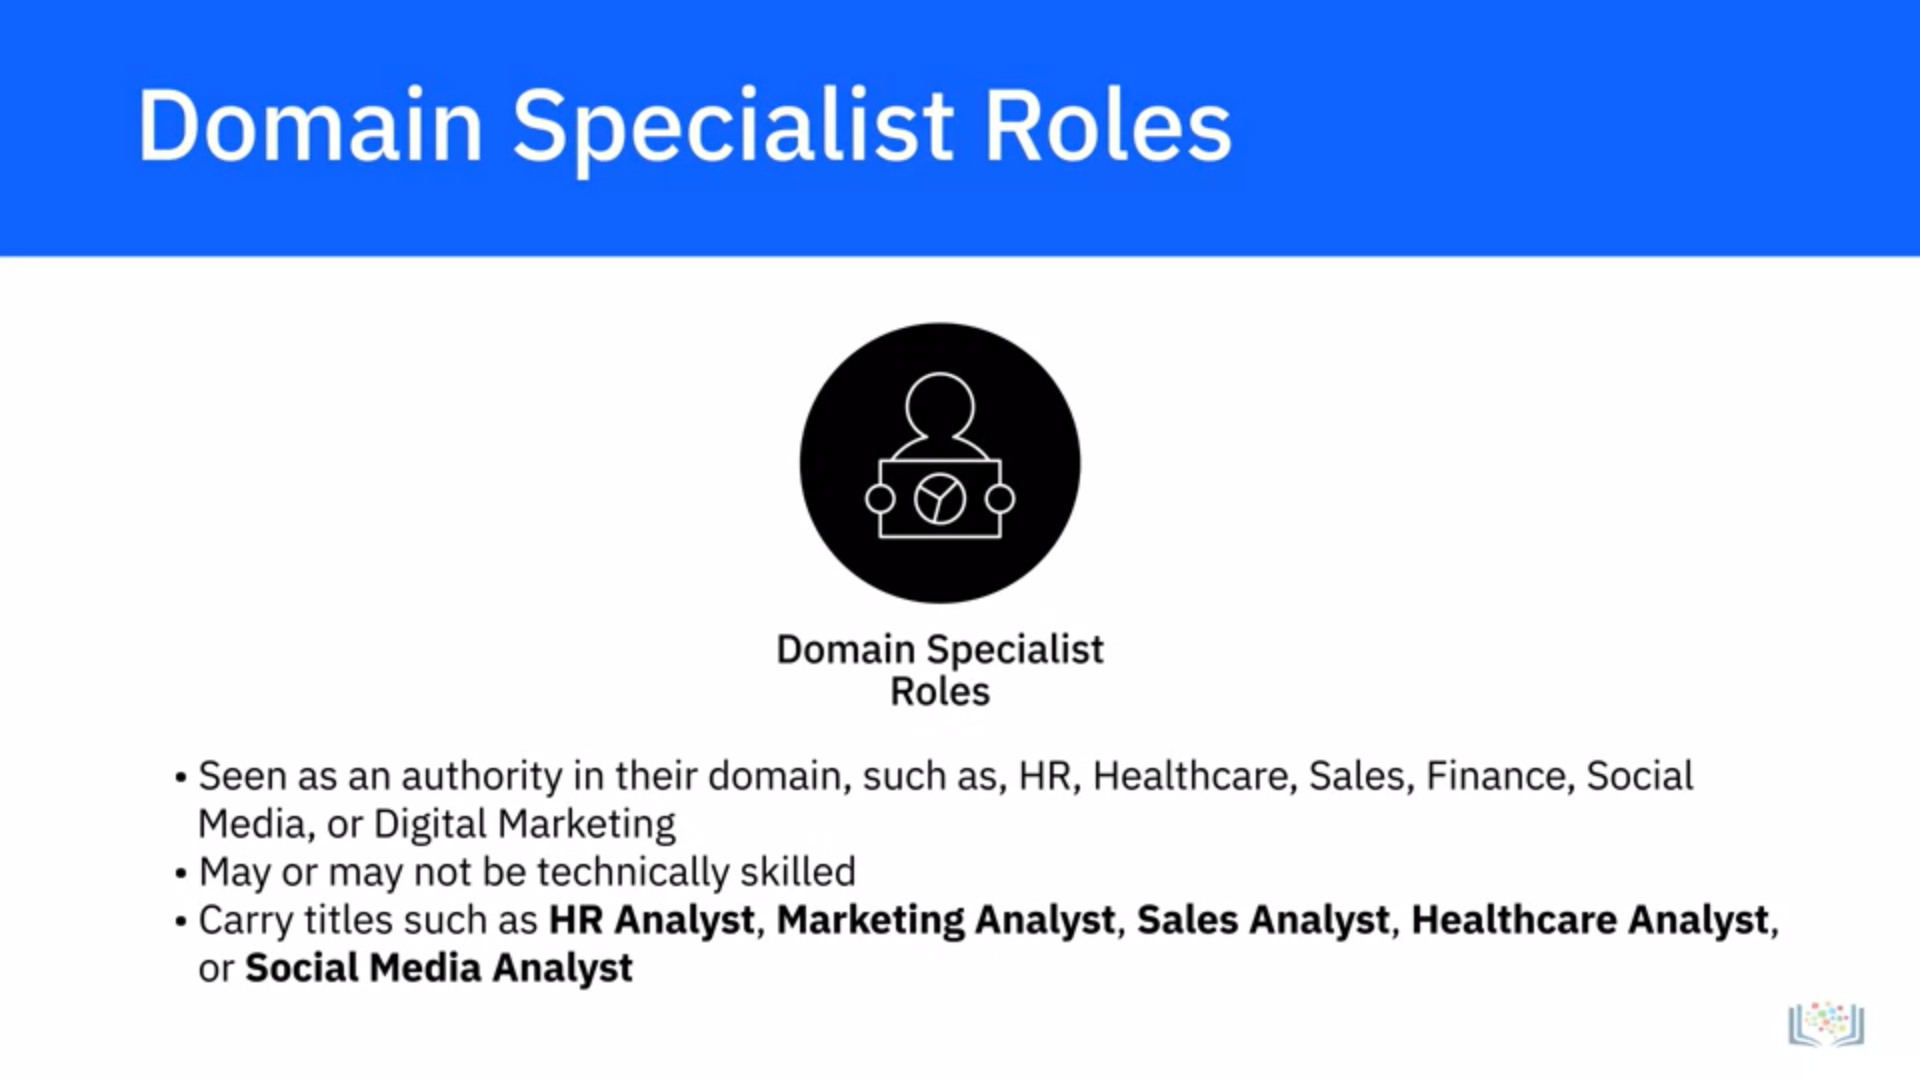 Domain Specialist Roles
Domain Specialist
Roles
• Seen as an authority in their domain, such as, HR, Healthcare, Sales, Finance, Social
Media, or Digital Marketing
• May or may not be technically skilled
• Carry titles such as HR Analyst, Marketing Analyst, Sales Analyst, Healthcare Analyst,
or Social Media Analyst